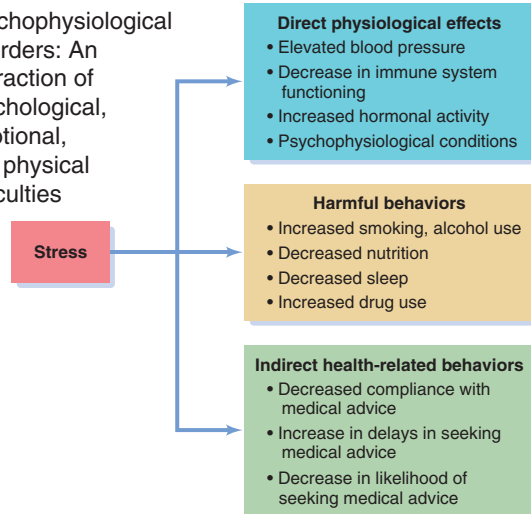 chophysiological
rders: An
raction of
chological,
otional,
physical
culties
Stress
Direct physiological effects
• Elevated blood pressure
• Decrease in immune system
functioning
• Increased hormonal activity
• Psychophysiological conditions
Harmful behaviors
• Increased smoking, alcohol use
• Decreased nutrition
• Decreased sleep
• Increased drug use
Indirect health-related behaviors
• Decreased compliance with
medical advice
• Increase in delays in seeking
medical advice
• Decrease in likelihood of
seeking medical advice